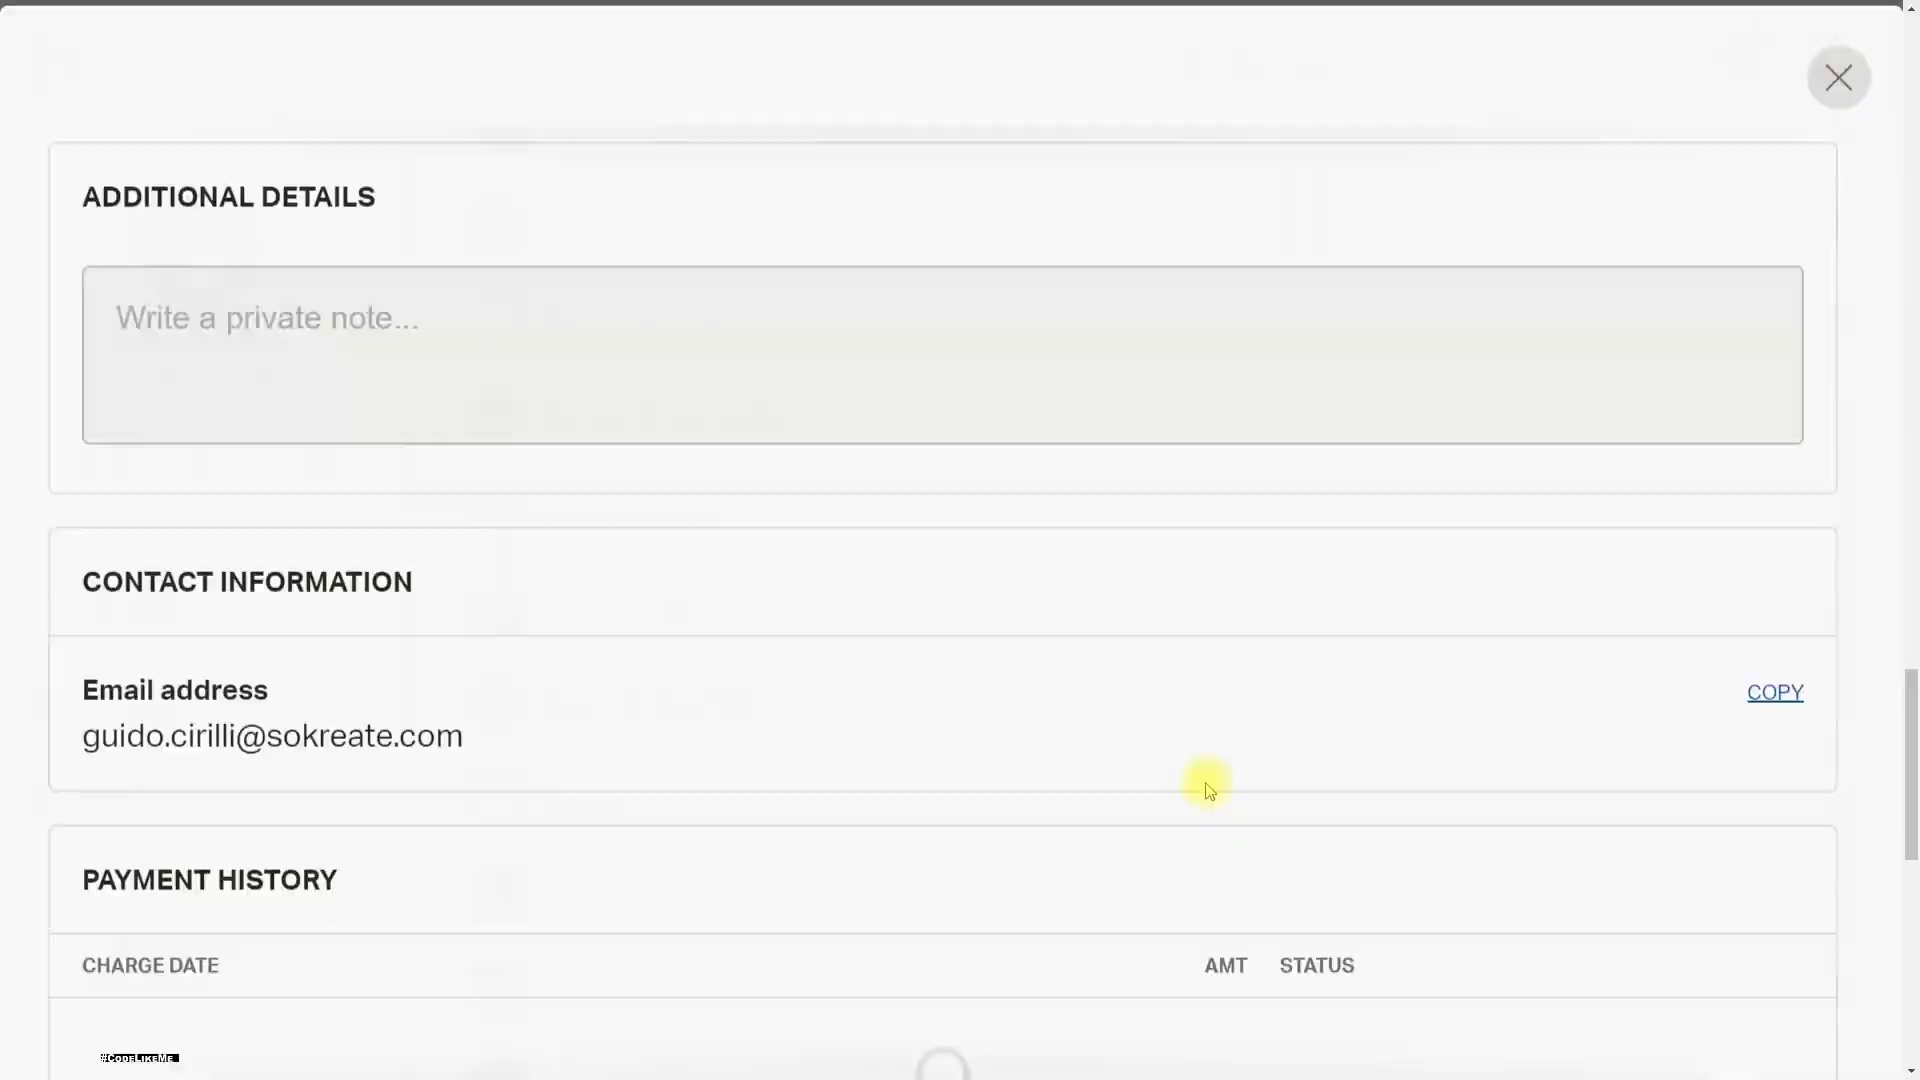 ADDITIONAL DETAILS
Write a private note...
CONTACT INFORMATION
Email address
COPY
guido.cirilli@sokreate.com
PAYMENT HISTORY
CHARGE DATE AMT STATUS
#CodeLikeMe